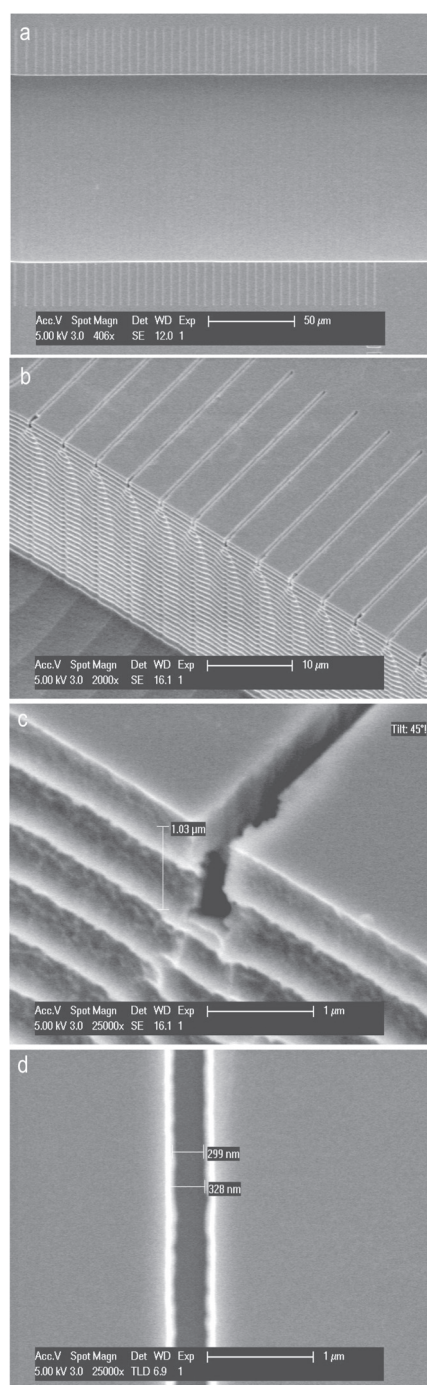 a
Acc.V Spot Magn Det WD Exp 50 µm
5.00 kV 3.0 406x SE 12.0 1
b
Acc.V Spot Magn Det WD Exp 10 µm
5.00 kV 3.0 2000x SE 16.1 1
c
Tilt: 45°!
1.03 µm
Acc.V Spot Magn Det WD Exp 1 µm
5.00 kV 3.0 25000x SE 16.1 1
d
299 nm
328 nm
Acc.V Spot Magn Det WD Exp 1 µm
5.00 kV 3.0 25000x TLD 6.9 1